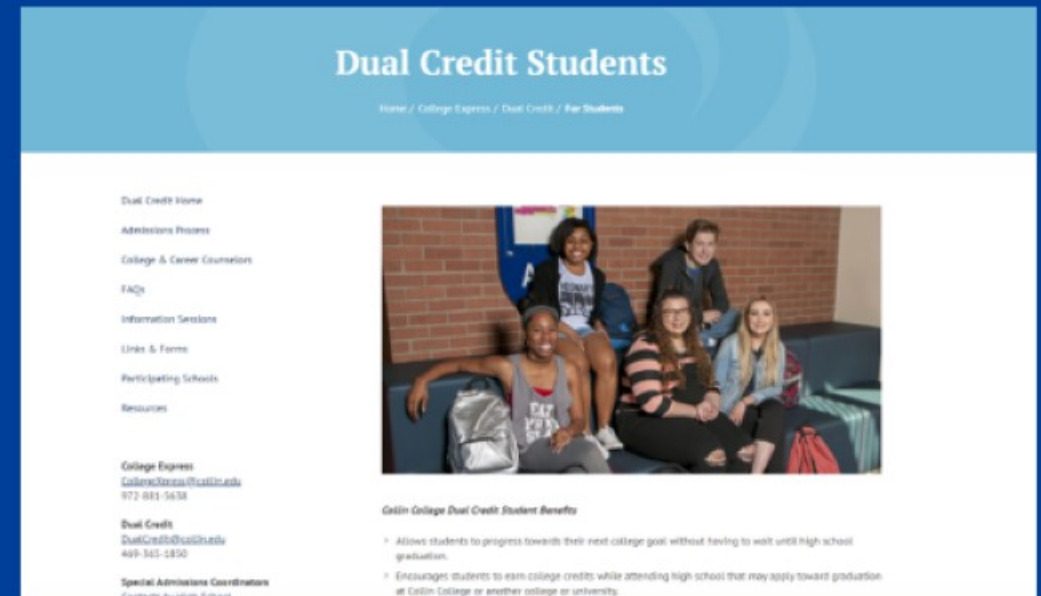 Dual Credit Students
Home / College Express / Dual Credit / For Students
Dual Credit Home
Admissions Process
College & Career Counselors
FAQs
Information Sessions
Links & Forms
Participating Schools
Resources
College Express
CollegeXpress@collin.edu
972-881-5638
Dual Credit
DualCredit@collin.edu
469-365-1850
Special Admissions Coordinators
Contacts by High School
Collin College Dual Credit Student Benefits
Allows students to progress towards their next college goal without having to wait until high school
graduation.
Encourages students to earn college credits while attending high school that may apply toward graduation
at Collin College or another college or university.